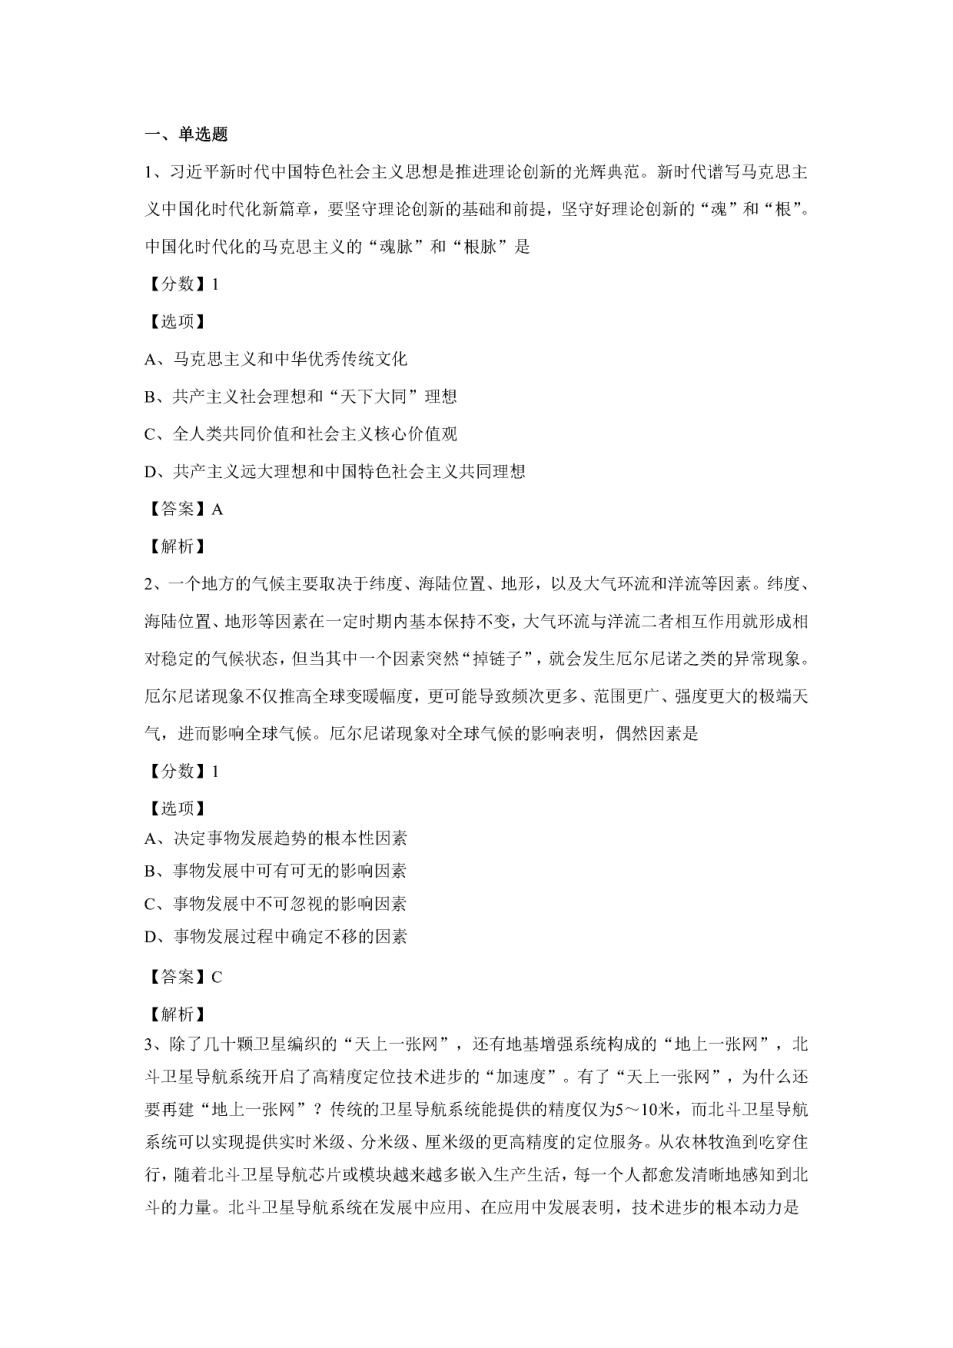 一、单选题
1、习近平新时代中国特色社会主义思想是推进理论创新的光辉典范。新时代谱写马克思主
义中国化时代化新篇章，要坚守理论创新的基础和前提，坚守好理论创新的“魂”和“根”。
中国化时代化的马克思主义的“魂脉”和“根脉”是
【分数】1
【选项】
A、马克思主义和中华优秀传统文化
B、共产主义社会理想和“天下大同”理想
C、全人类共同价值和社会主义核心价值观
D、共产主义远大理想和中国特色社会主义共同理想
【答案】A
【解析】
2、一个地方的气候主要取决于纬度、海陆位置、地形，以及大气环流和洋流等因素。纬度、
海陆位置、地形等因素在一定时期内基本保持不变，大气环流与洋流二者相互作用就形成相
对稳定的气候状态，但当其中一个因素突然“掉链子”，就会发生厄尔尼诺之类的异常现象。
厄尔尼诺现象不仅推高全球变暖幅度，更可能导致频次更多、范围更广、强度更大的极端天
气，进而影响全球气候。厄尔尼诺现象对全球气候的影响表明，偶然因素是
【分数】1
【选项】
A、决定事物发展趋势的根本性因素
B、事物发展中可有可无的影响因素
C、事物发展中不可忽视的影响因素
D、事物发展过程中确定不移的因素
【答案】C
【解析】
3、除了几十颗卫星编织的“天上一张网”，还有地基增强系统构成的“地上一张网”，北
斗卫星导航系统开启了高精度定位技术进步的“加速度”。有了“天上一张网”，为什么还
要再建“地上一张网”？传统的卫星导航系统能提供的精度仅为5～10米，而北斗卫星导航
系统可以实现提供实时米级、分米级、厘米级的更高精度的定位服务。从农林牧渔到吃穿住
行，随着北斗卫星导航芯片或模块越来越多嵌入生产生活，每一个人都愈发清晰地感知到北
斗的力量。北斗卫星导航系统在发展中应用、在应用中发展表明，技术进步的根本动力是